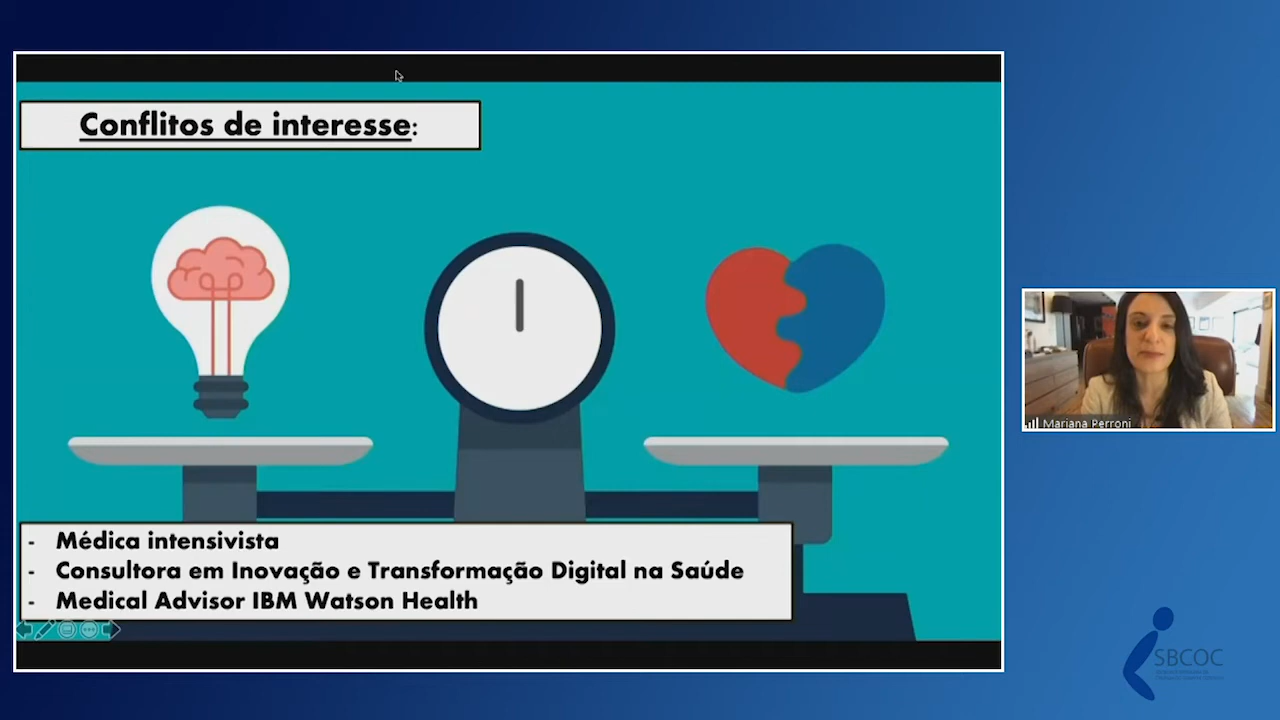 Conflitos de interesse:
- Médica intensivista
- Consultora em Inovação e Transformação Digital na Saúde
- Medical Advisor IBM Watson Health
Mariana Perroni
SBCOC